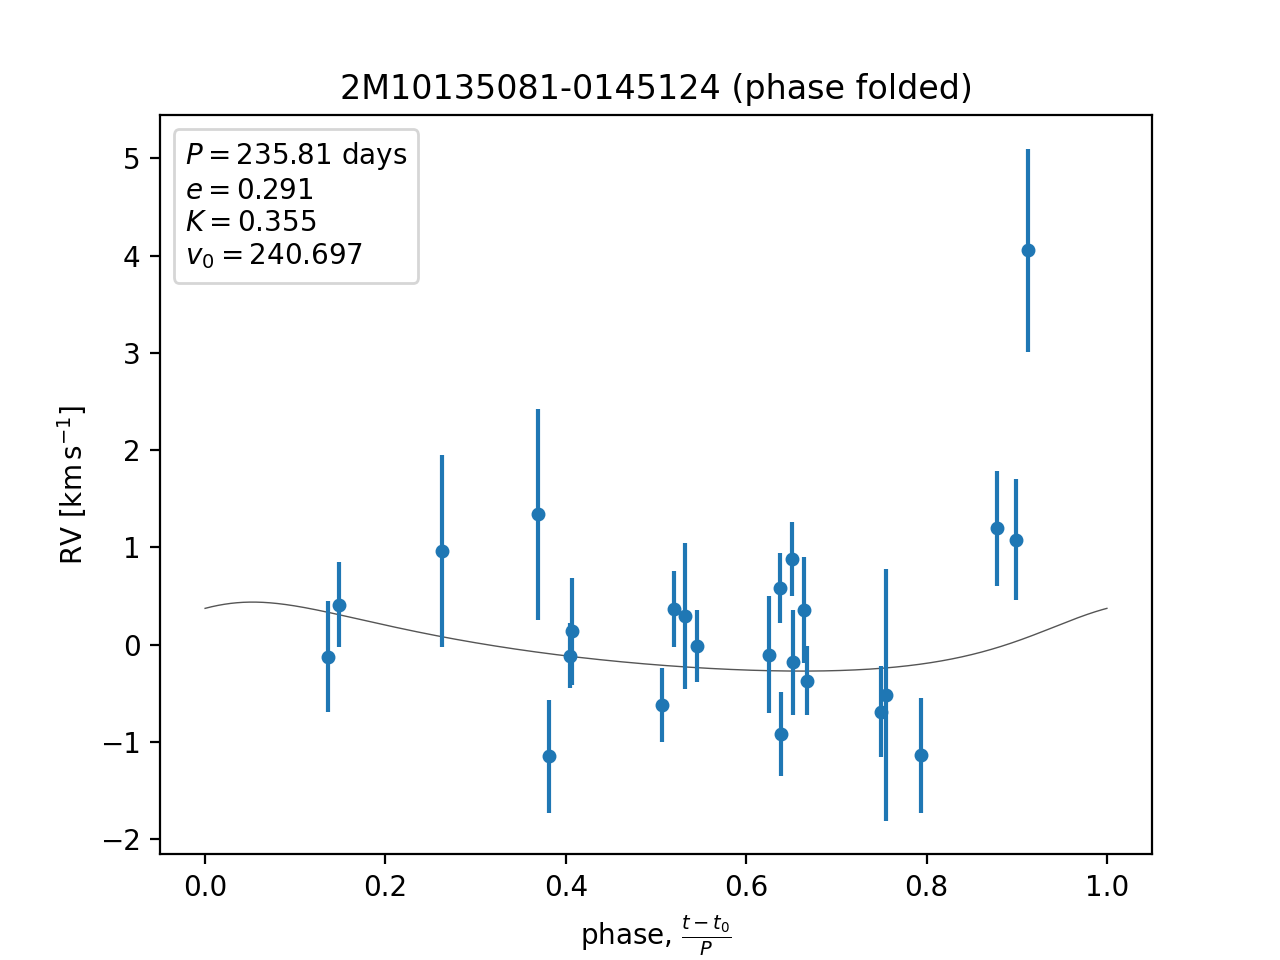 2M10135081-0145124 (phase folded)
P = 235.81 days
e = 0.291
K = 0.355
v₀ = 240.697
5
4
3
2
1
0
−1
−2
RV [km s⁻¹]
0.0 0.2 0.4 0.6 0.8 1.0
phase, (t − t₀)/P